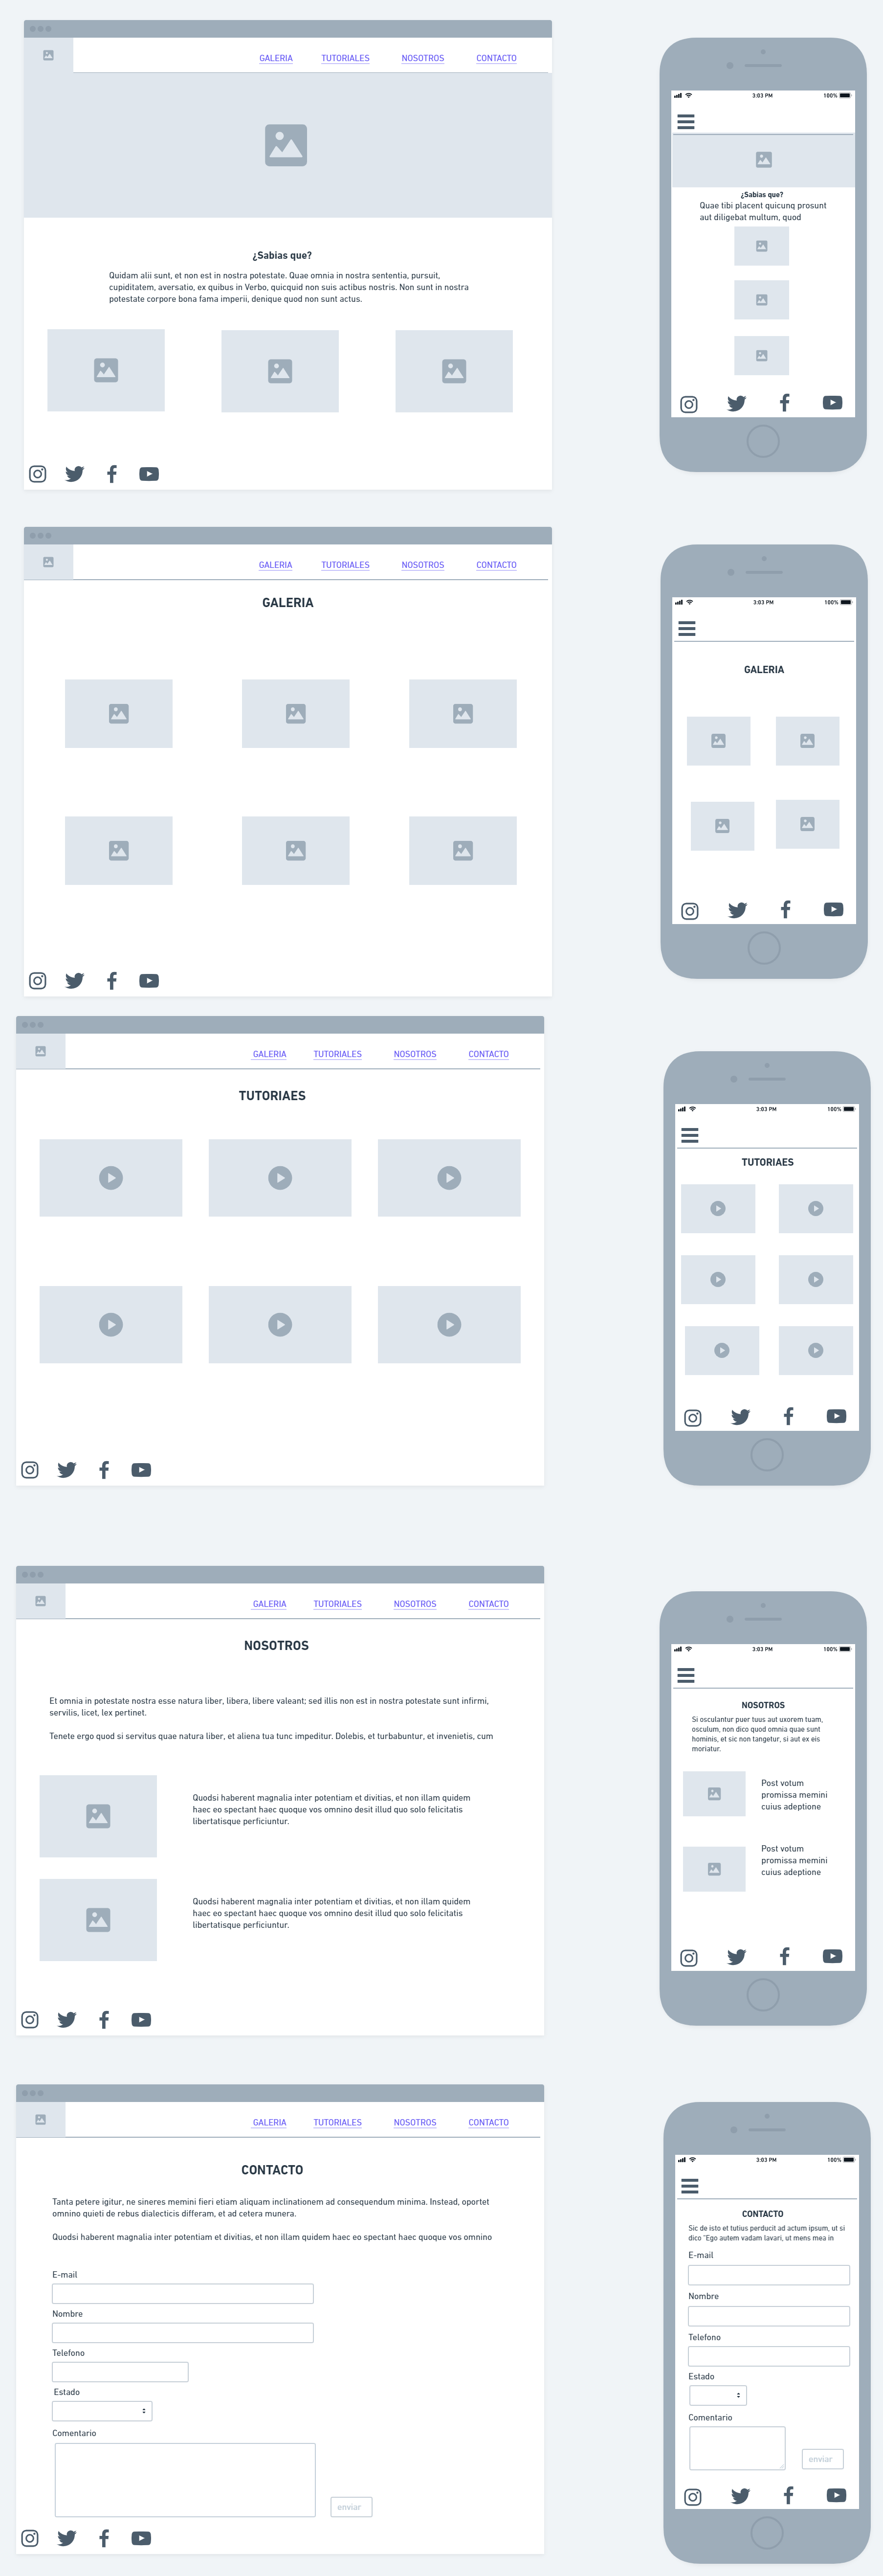 GALERIA TUTORIALES NOSOTROS CONTACTO
¿Sabias que?
Quidam alii sunt, et non est in nostra potestate. Quae omnia in nostra sententia, pursuit,
cupiditatem, aversatio, ex quibus in Verbo, quicquid non suis actibus nostris. Non sunt in nostra
potestate corpore bona fama imperii, denique quod non sunt actus.
3:03 PM 100%
¿Sabias que?
Quae tibi placent quicunq prosunt
aut diligebat multum, quod
GALERIA TUTORIALES NOSOTROS CONTACTO
GALERIA
3:03 PM 100%
GALERIA
GALERIA TUTORIALES NOSOTROS CONTACTO
TUTORIAES
3:03 PM 100%
TUTORIAES
GALERIA TUTORIALES NOSOTROS CONTACTO
NOSOTROS
Et omnia in potestate nostra esse natura liber, libera, libere valeant; sed illis non est in nostra potestate sunt infirmi,
servilis, licet, lex pertinet.
Tenete ergo quod si servitus quae natura liber, et aliena tua tunc impeditur. Dolebis, et turbabuntur, et invenietis, cum
Quodsi haberent magnalia inter potentiam et divitias, et non illam quidem
haec eo spectant haec quoque vos omnino desit illud quo solo felicitatis
libertatisque perficiuntur.
Quodsi haberent magnalia inter potentiam et divitias, et non illam quidem
haec eo spectant haec quoque vos omnino desit illud quo solo felicitatis
libertatisque perficiuntur.
3:03 PM 100%
NOSOTROS
Si osculantur puer tuus aut uxorem tuam,
osculum, non dico quod omnia quae sunt
hominis, et sic non tangetur, si aut ex eis
moriatur.
Post votum
promissa memini
cuius adeptione
Post votum
promissa memini
cuius adeptione
GALERIA TUTORIALES NOSOTROS CONTACTO
CONTACTO
Tanta petere igitur, ne sineres memini fieri etiam aliquam inclinationem ad consequendum minima. Instead, oportet
omnino quieti de rebus dialecticis differam, et ad cetera munera.
Quodsi haberent magnalia inter potentiam et divitias, et non illam quidem haec eo spectant haec quoque vos omnino
E-mail
Nombre
Telefono
Estado
Comentario
enviar
3:03 PM 100%
CONTACTO
Sic de isto et tutius perducit ad actum ipsum, ut si
dico "Ego autem vadam lavari, ut mens mea in
E-mail
Nombre
Telefono
Estado
Comentario
enviar